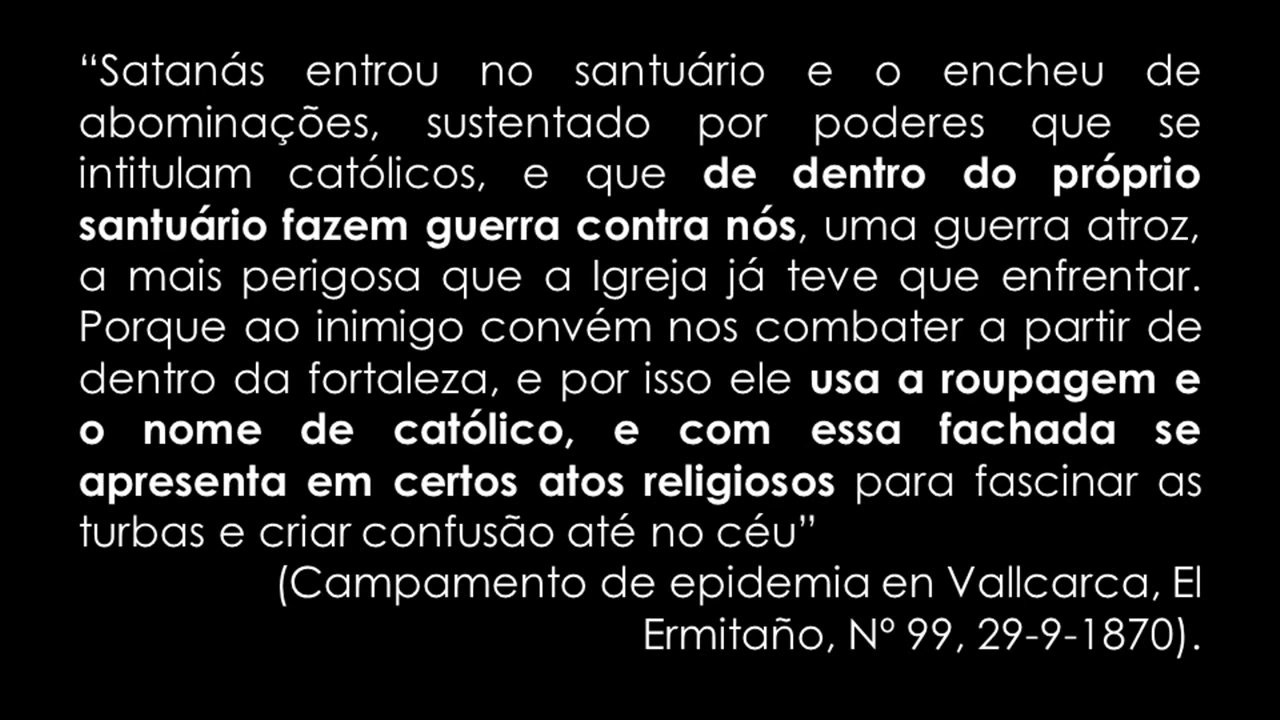 “Satanás entrou no santuário e o encheu de
abominações, sustentado por poderes que se
intitulam católicos, e que de dentro do próprio
santuário fazem guerra contra nós, uma guerra atroz,
a mais perigosa que a Igreja já teve que enfrentar.
Porque ao inimigo convém nos combater a partir de
dentro da fortaleza, e por isso ele usa a roupagem e
o nome de católico, e com essa fachada se
apresenta em certos atos religiosos para fascinar as
turbas e criar confusão até no céu”
(Campamento de epidemia en Vallcarca, El
Ermitaño, Nº 99, 29-9-1870).